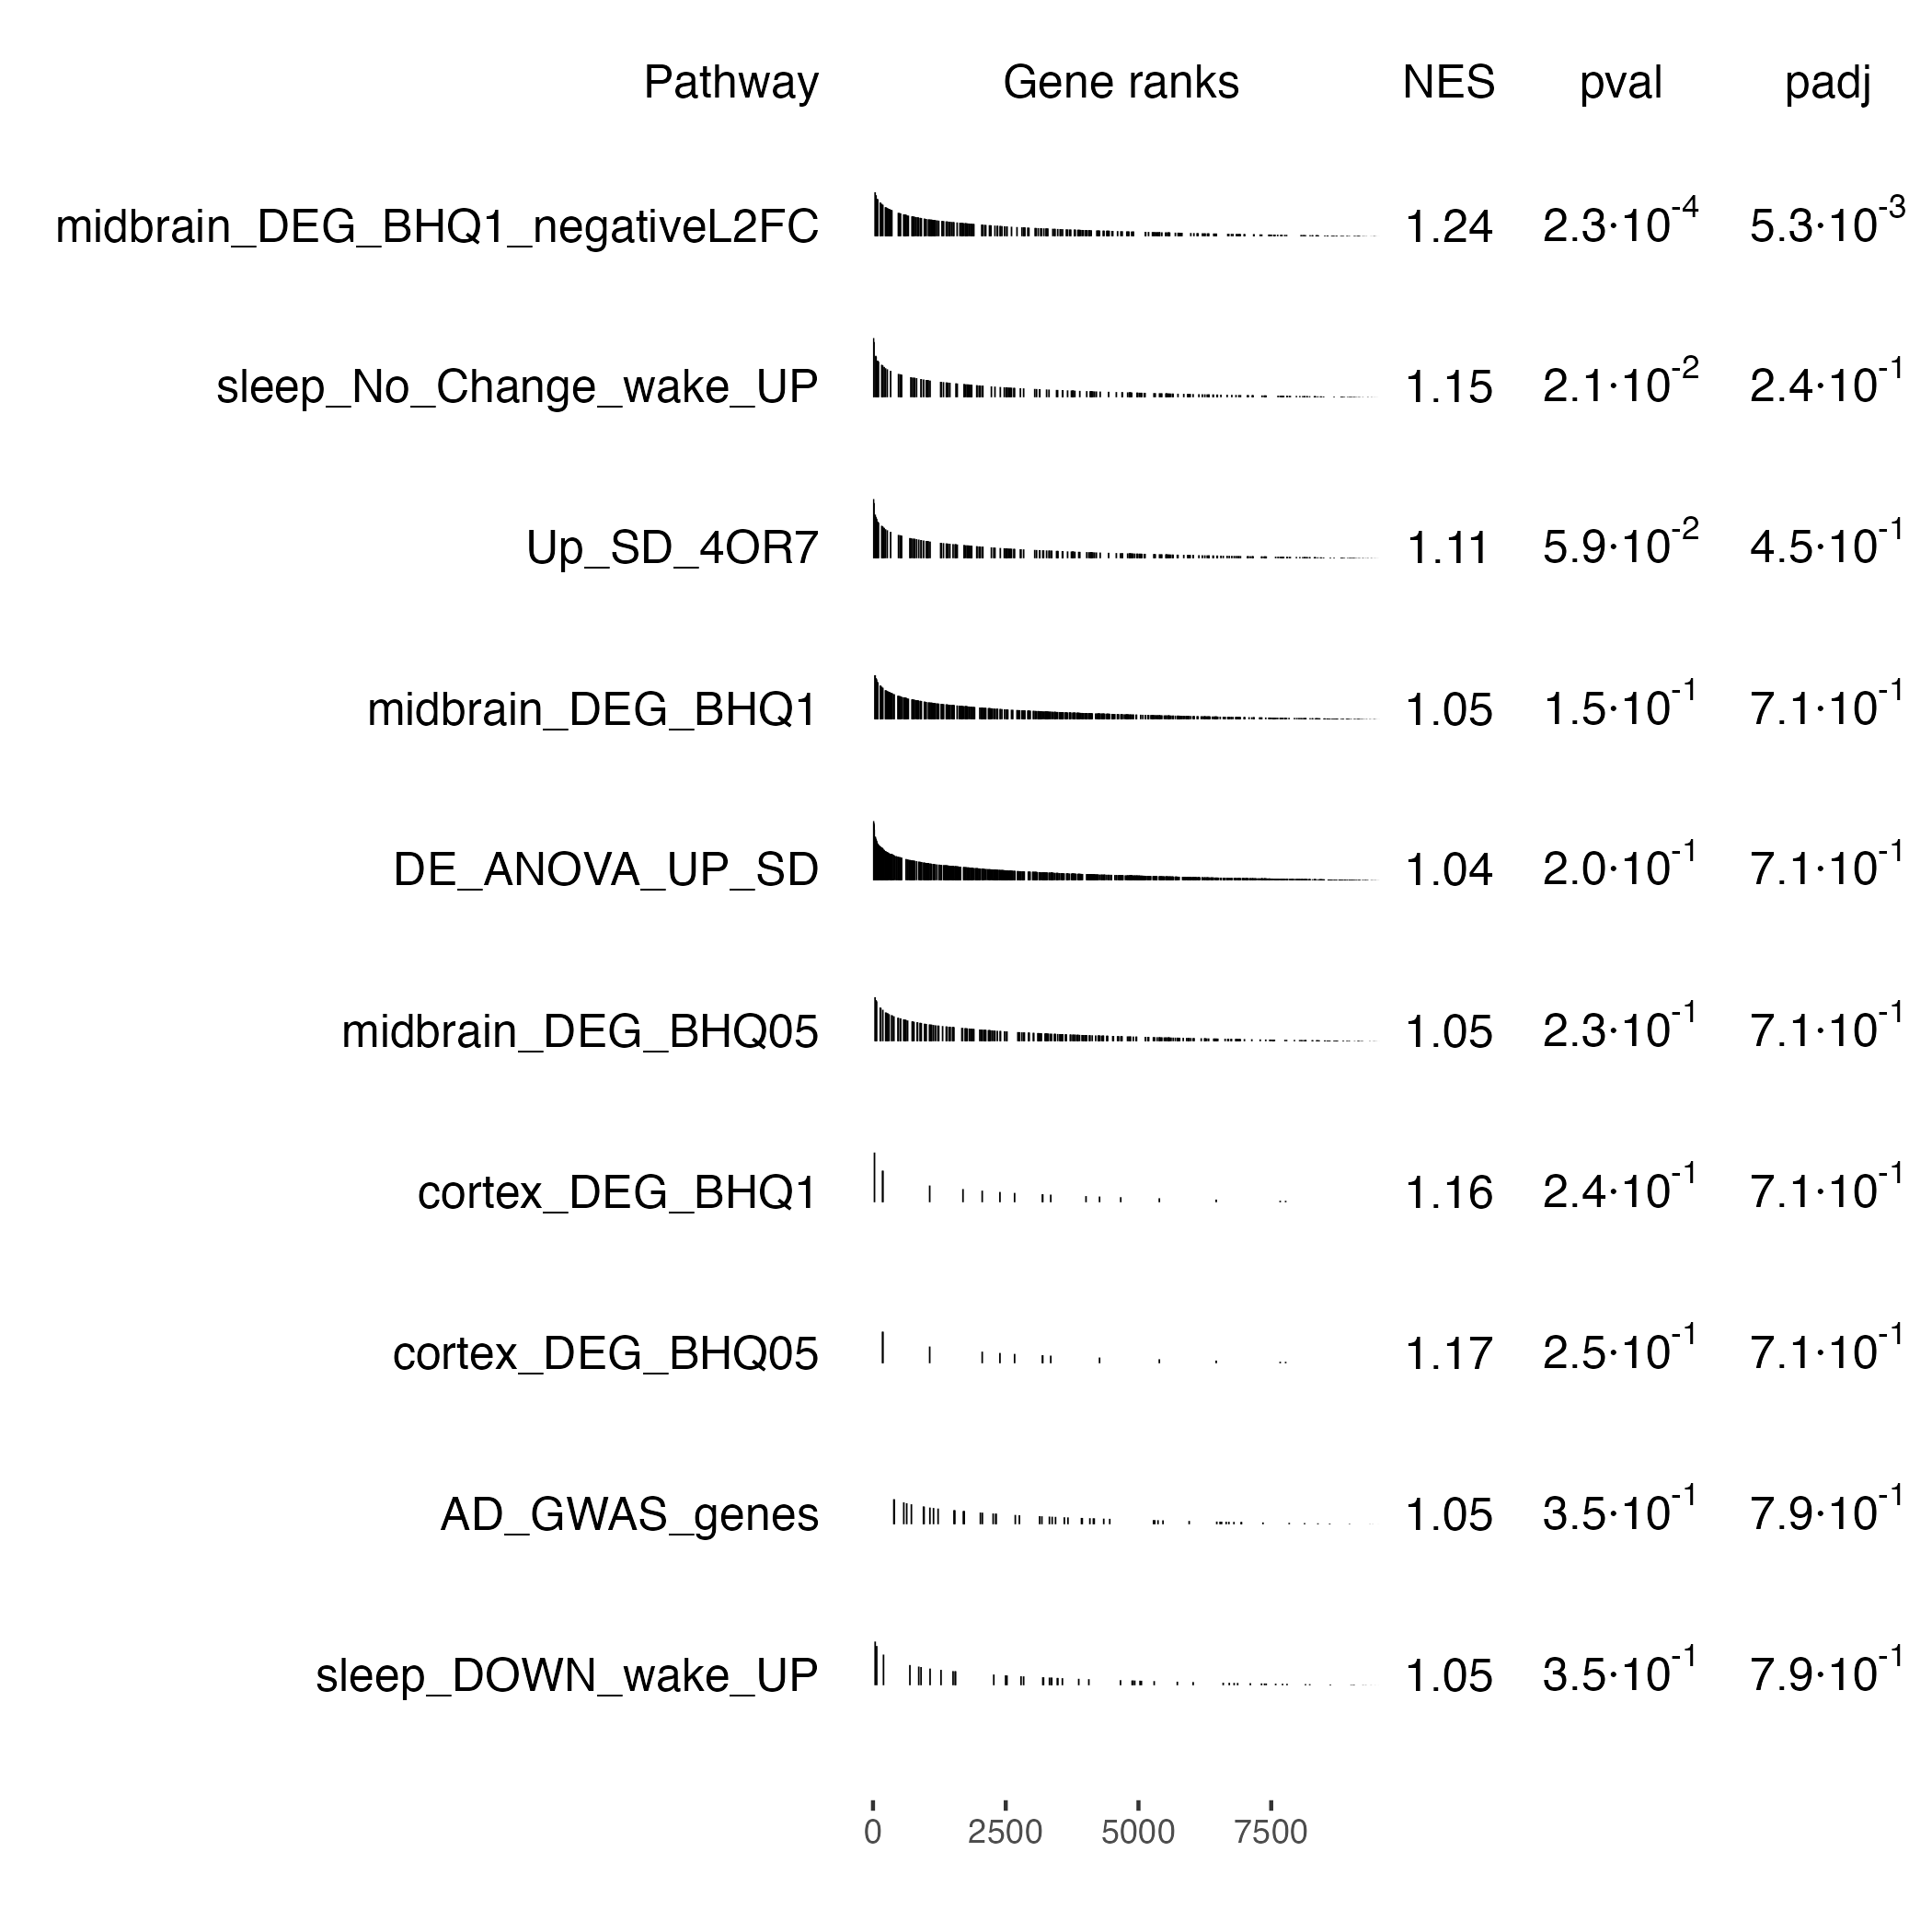 Pathway Gene ranks NES pval padj
midbrain_DEG_BHQ1_negativeL2FC 1.24 2.3·10⁻⁴ 5.3·10⁻³
sleep_No_Change_wake_UP 1.15 2.1·10⁻² 2.4·10⁻¹
Up_SD_4OR7 1.11 5.9·10⁻² 4.5·10⁻¹
midbrain_DEG_BHQ1 1.05 1.5·10⁻¹ 7.1·10⁻¹
DE_ANOVA_UP_SD 1.04 2.0·10⁻¹ 7.1·10⁻¹
midbrain_DEG_BHQ05 1.05 2.3·10⁻¹ 7.1·10⁻¹
cortex_DEG_BHQ1 1.16 2.4·10⁻¹ 7.1·10⁻¹
cortex_DEG_BHQ05 1.17 2.5·10⁻¹ 7.1·10⁻¹
AD_GWAS_genes 1.05 3.5·10⁻¹ 7.9·10⁻¹
sleep_DOWN_wake_UP 1.05 3.5·10⁻¹ 7.9·10⁻¹
0 2500 5000 7500